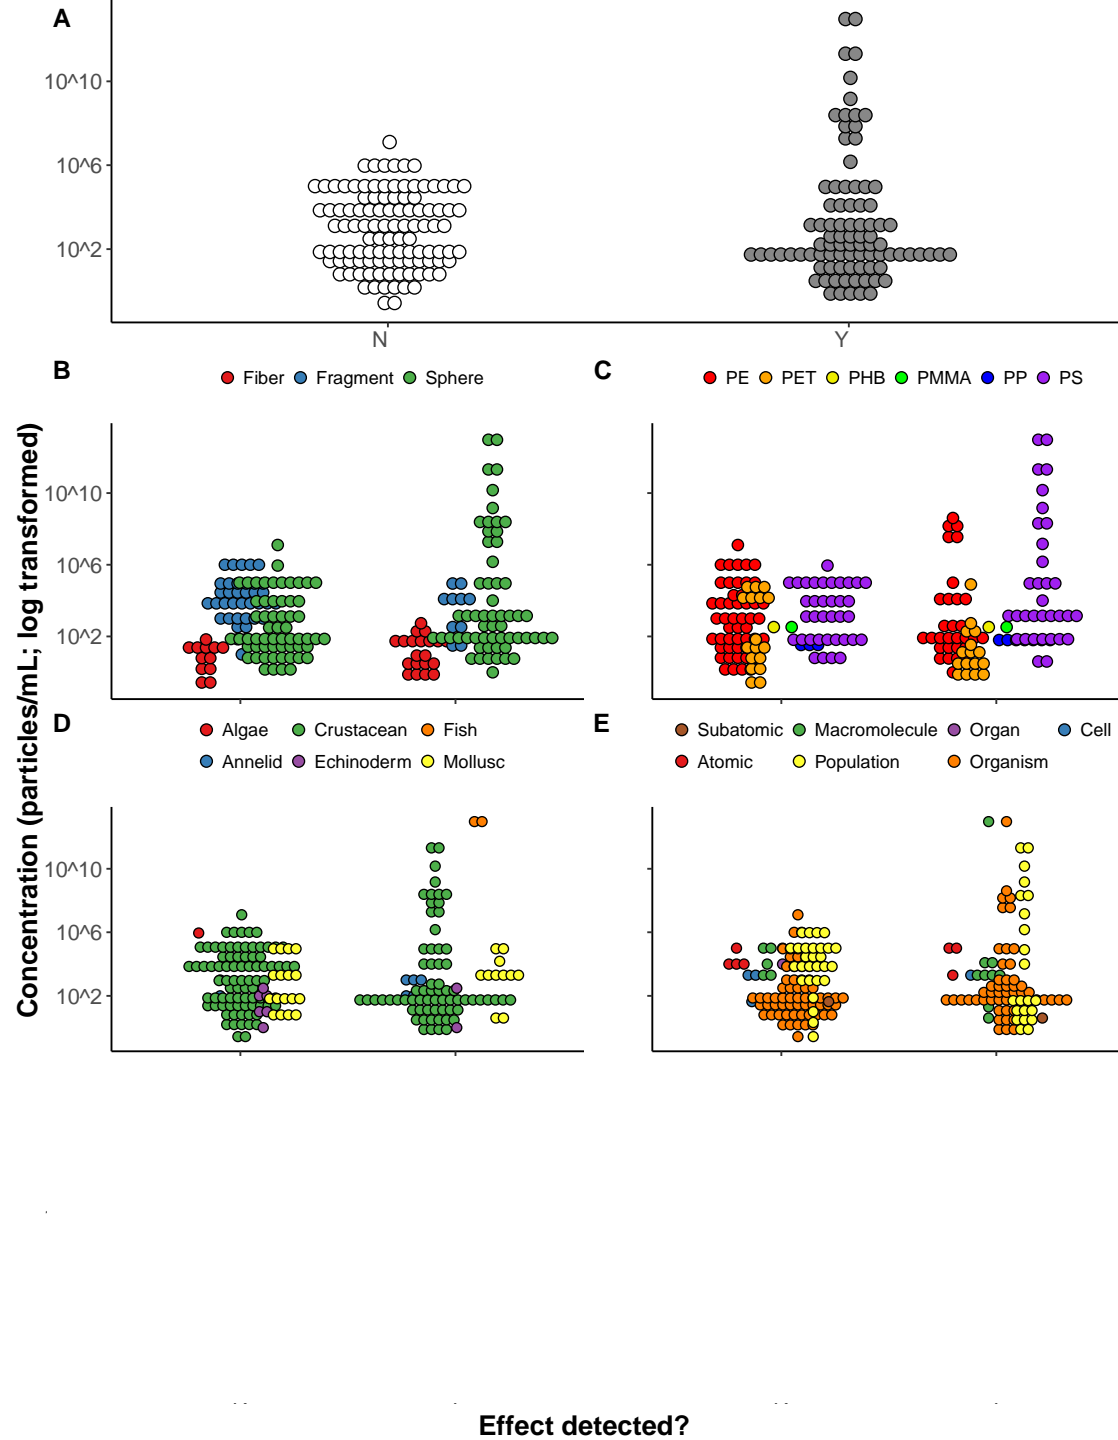 A
10^10
10^6
10^2
N Y
B Fiber Fragment Sphere
C PE PET PHB PMMA PP PS
Concentration (particles/mL; log transformed)
10^10
10^6
10^2
D Algae Crustacean Fish
Annelid Echinoderm Mollusc
E Subatomic Macromolecule Organ Cell
Atomic Population Organism
10^10
10^6
10^2
Effect detected?